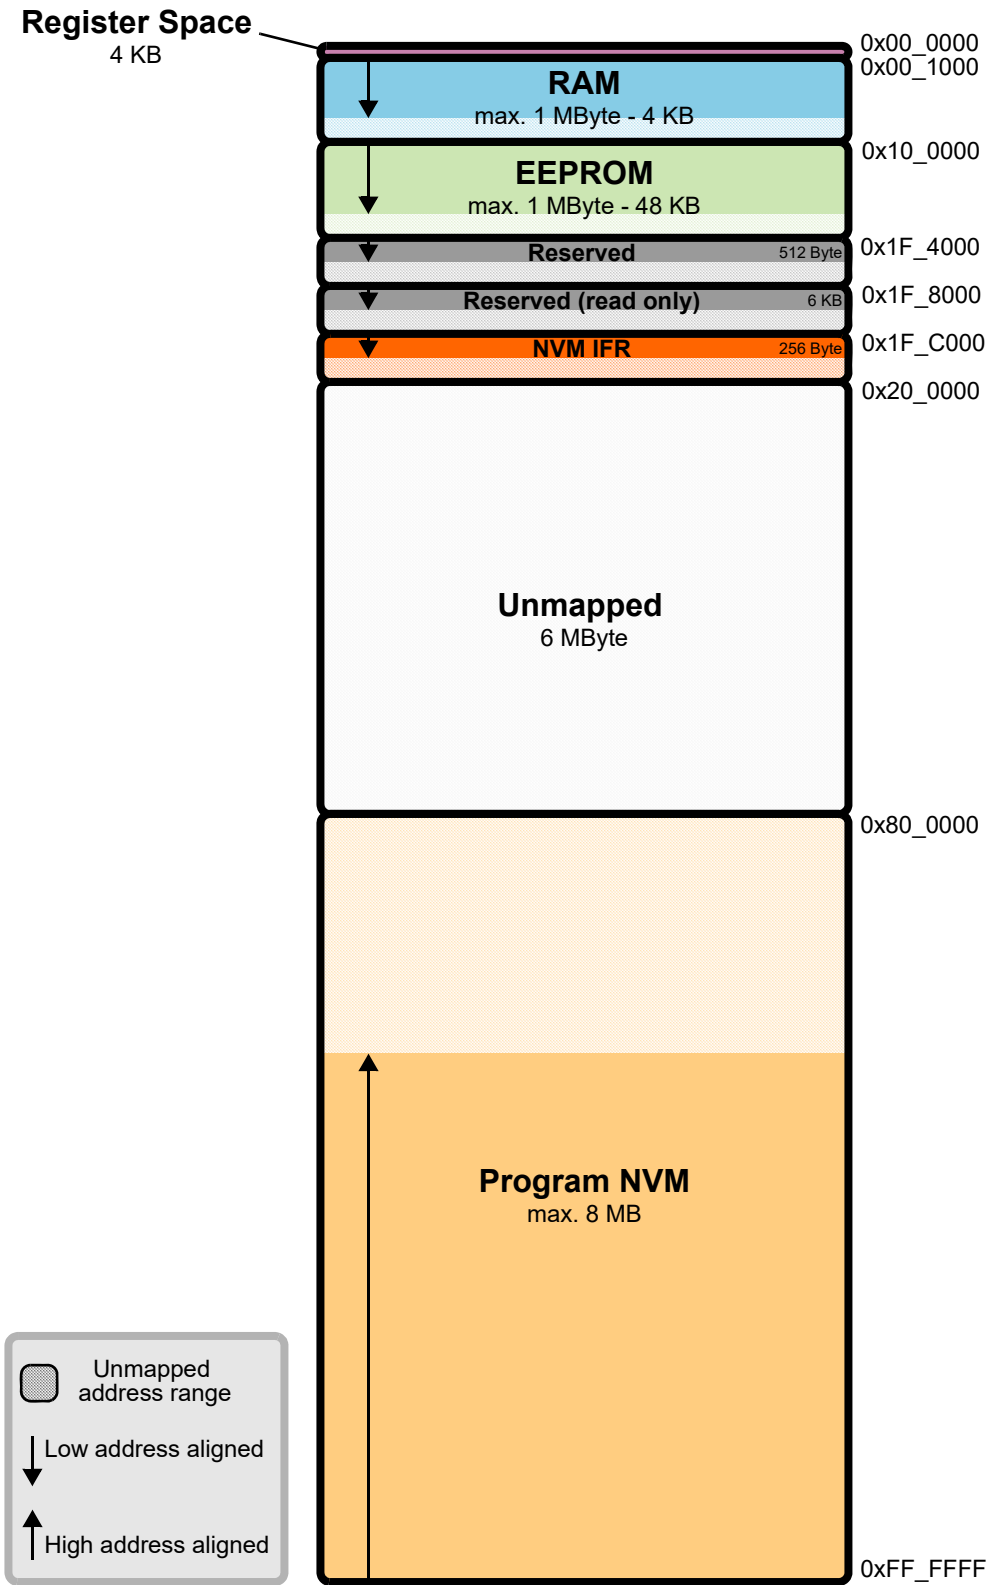 Register Space
4 KB
0x00_0000
0x00_1000
RAM
max. 1 MByte - 4 KB
0x10_0000
EEPROM
max. 1 MByte - 48 KB
Reserved
512 Byte
0x1F_4000
Reserved (read only)
6 KB
0x1F_8000
NVM IFR
256 Byte
0x1F_C000
0x20_0000
Unmapped
6 MByte
0x80_0000
Program NVM
max. 8 MB
0xFF_FFFF
Unmapped
address range
Low address aligned
High address aligned